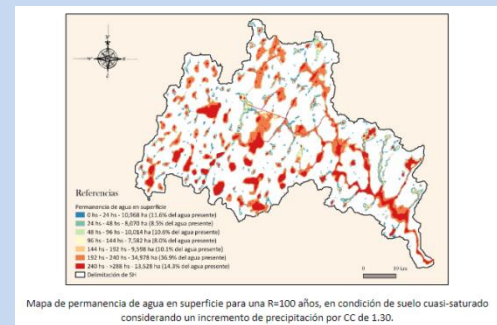 Referencias
Permanencia de agua en superficie
0 hs - 24 hs - 10,968 ha (11.6% del agua presente)
24 hs - 48 hs - 8,070 ha (8.5% del agua presente)
48 hs - 96 hs - 10,014 ha (10.6% del agua presente)
96 hs - 144 hs - 7,582 ha (8.0% del agua presente)
144 hs - 192 hs - 9,558 ha (10.1% del agua presente)
192 hs - 240 hs - 34,978 ha (36.9% del agua presente)
240 hs - >288 hs - 13,528 ha (14.3% del agua presente)
Delimitación de SH
0 10 km
Mapa de permanencia de agua en superficie para una R=100 años, en condición de suelo cuasi-saturado
considerando un incremento de precipitación por CC de 1.30.